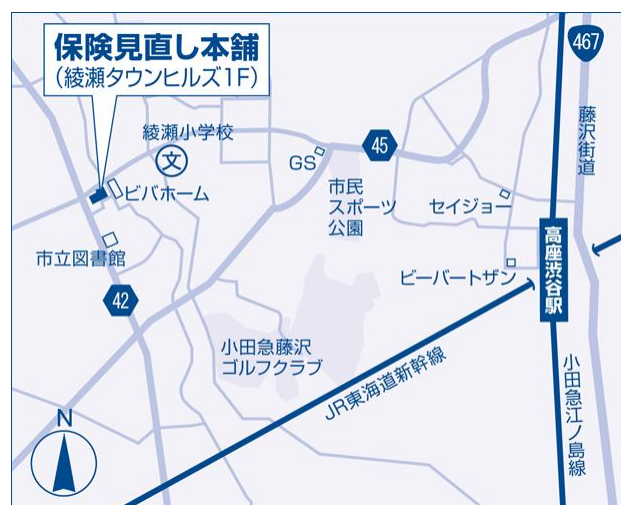 保険見直し本舗
（綾瀬タウンヒルズ1F）
467
藤沢街道
綾瀬小学校
文
45
GS
市民
スポーツ
公園
ビバホーム
セイジョー
高座渋谷駅
市立図書館
ビーバートザン
42
小田急藤沢
ゴルフクラブ
JR東海道新幹線
小田急江ノ島線
N